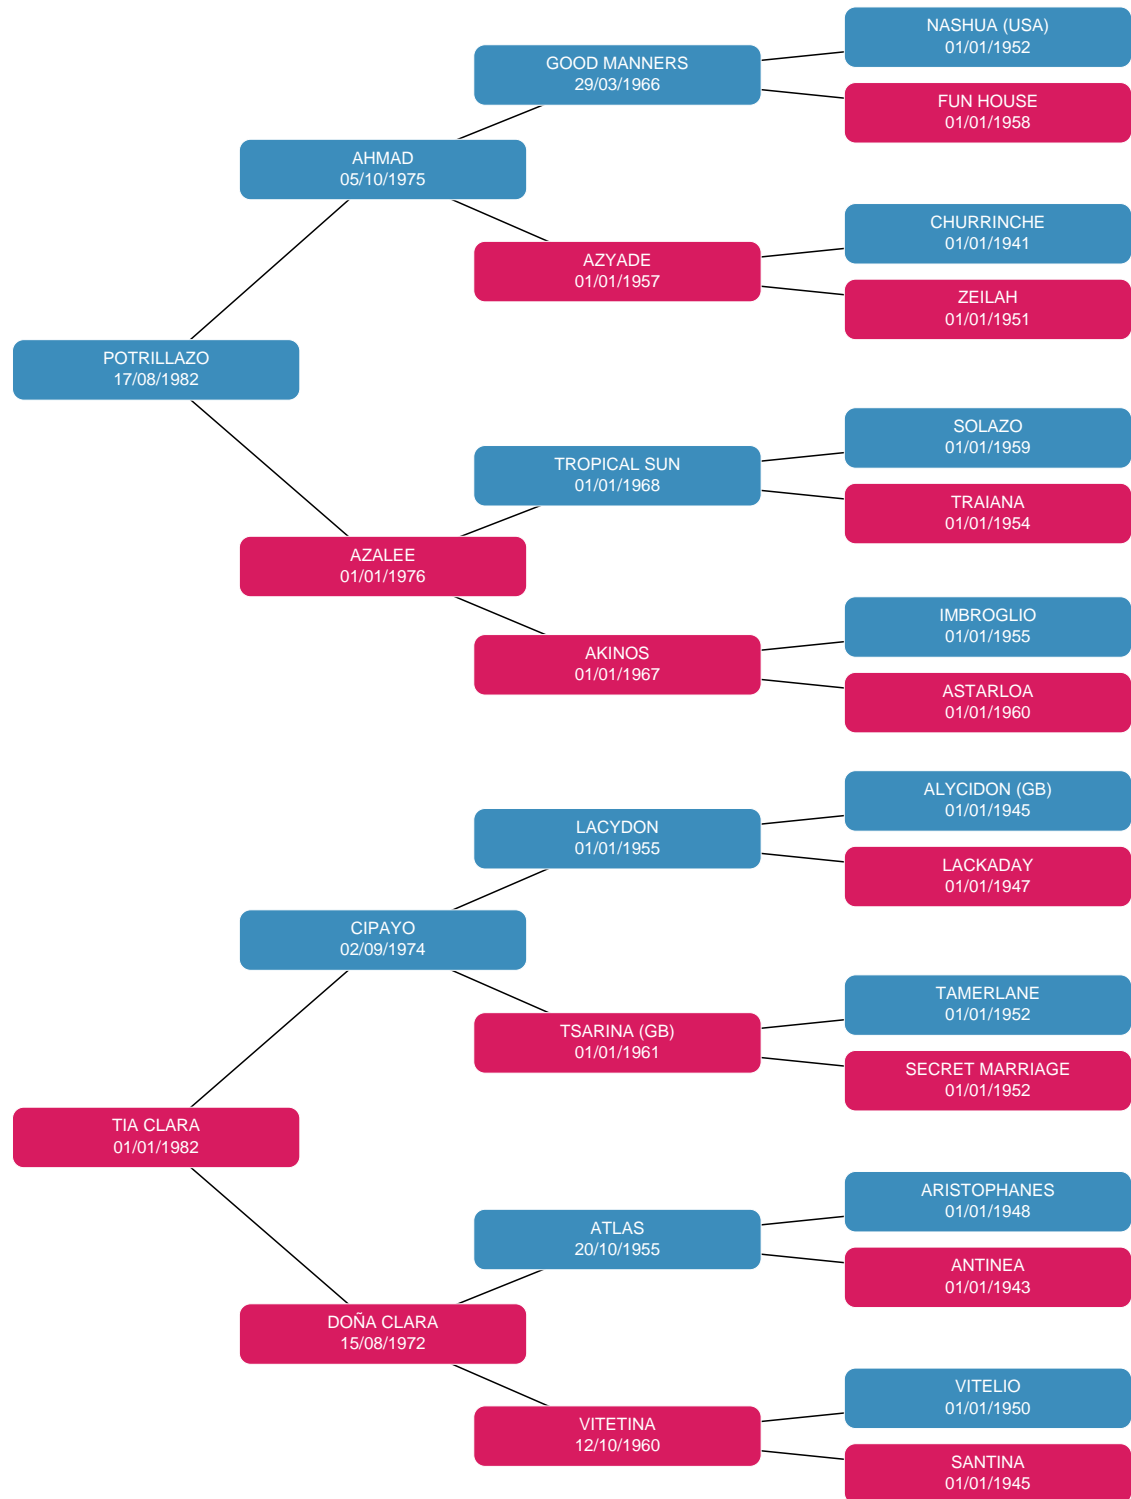 NASHUA (USA)
01/01/1952
GOOD MANNERS
29/03/1966
FUN HOUSE
01/01/1958
AHMAD
05/10/1975
CHURRINCHE
01/01/1941
AZYADE
01/01/1957
ZEILAH
01/01/1951
POTRILLAZO
17/08/1982
SOLAZO
01/01/1959
TROPICAL SUN
01/01/1968
TRAIANA
01/01/1954
AZALEE
01/01/1976
IMBROGLIO
01/01/1955
AKINOS
01/01/1967
ASTARLOA
01/01/1960
ALYCIDON (GB)
01/01/1945
LACYDON
01/01/1955
LACKADAY
01/01/1947
CIPAYO
02/09/1974
TAMERLANE
01/01/1952
TSARINA (GB)
01/01/1961
SECRET MARRIAGE
01/01/1952
TIA CLARA
01/01/1982
ARISTOPHANES
01/01/1948
ATLAS
20/10/1955
ANTINEA
01/01/1943
DOÑA CLARA
15/08/1972
VITELIO
01/01/1950
VITETINA
12/10/1960
SANTINA
01/01/1945